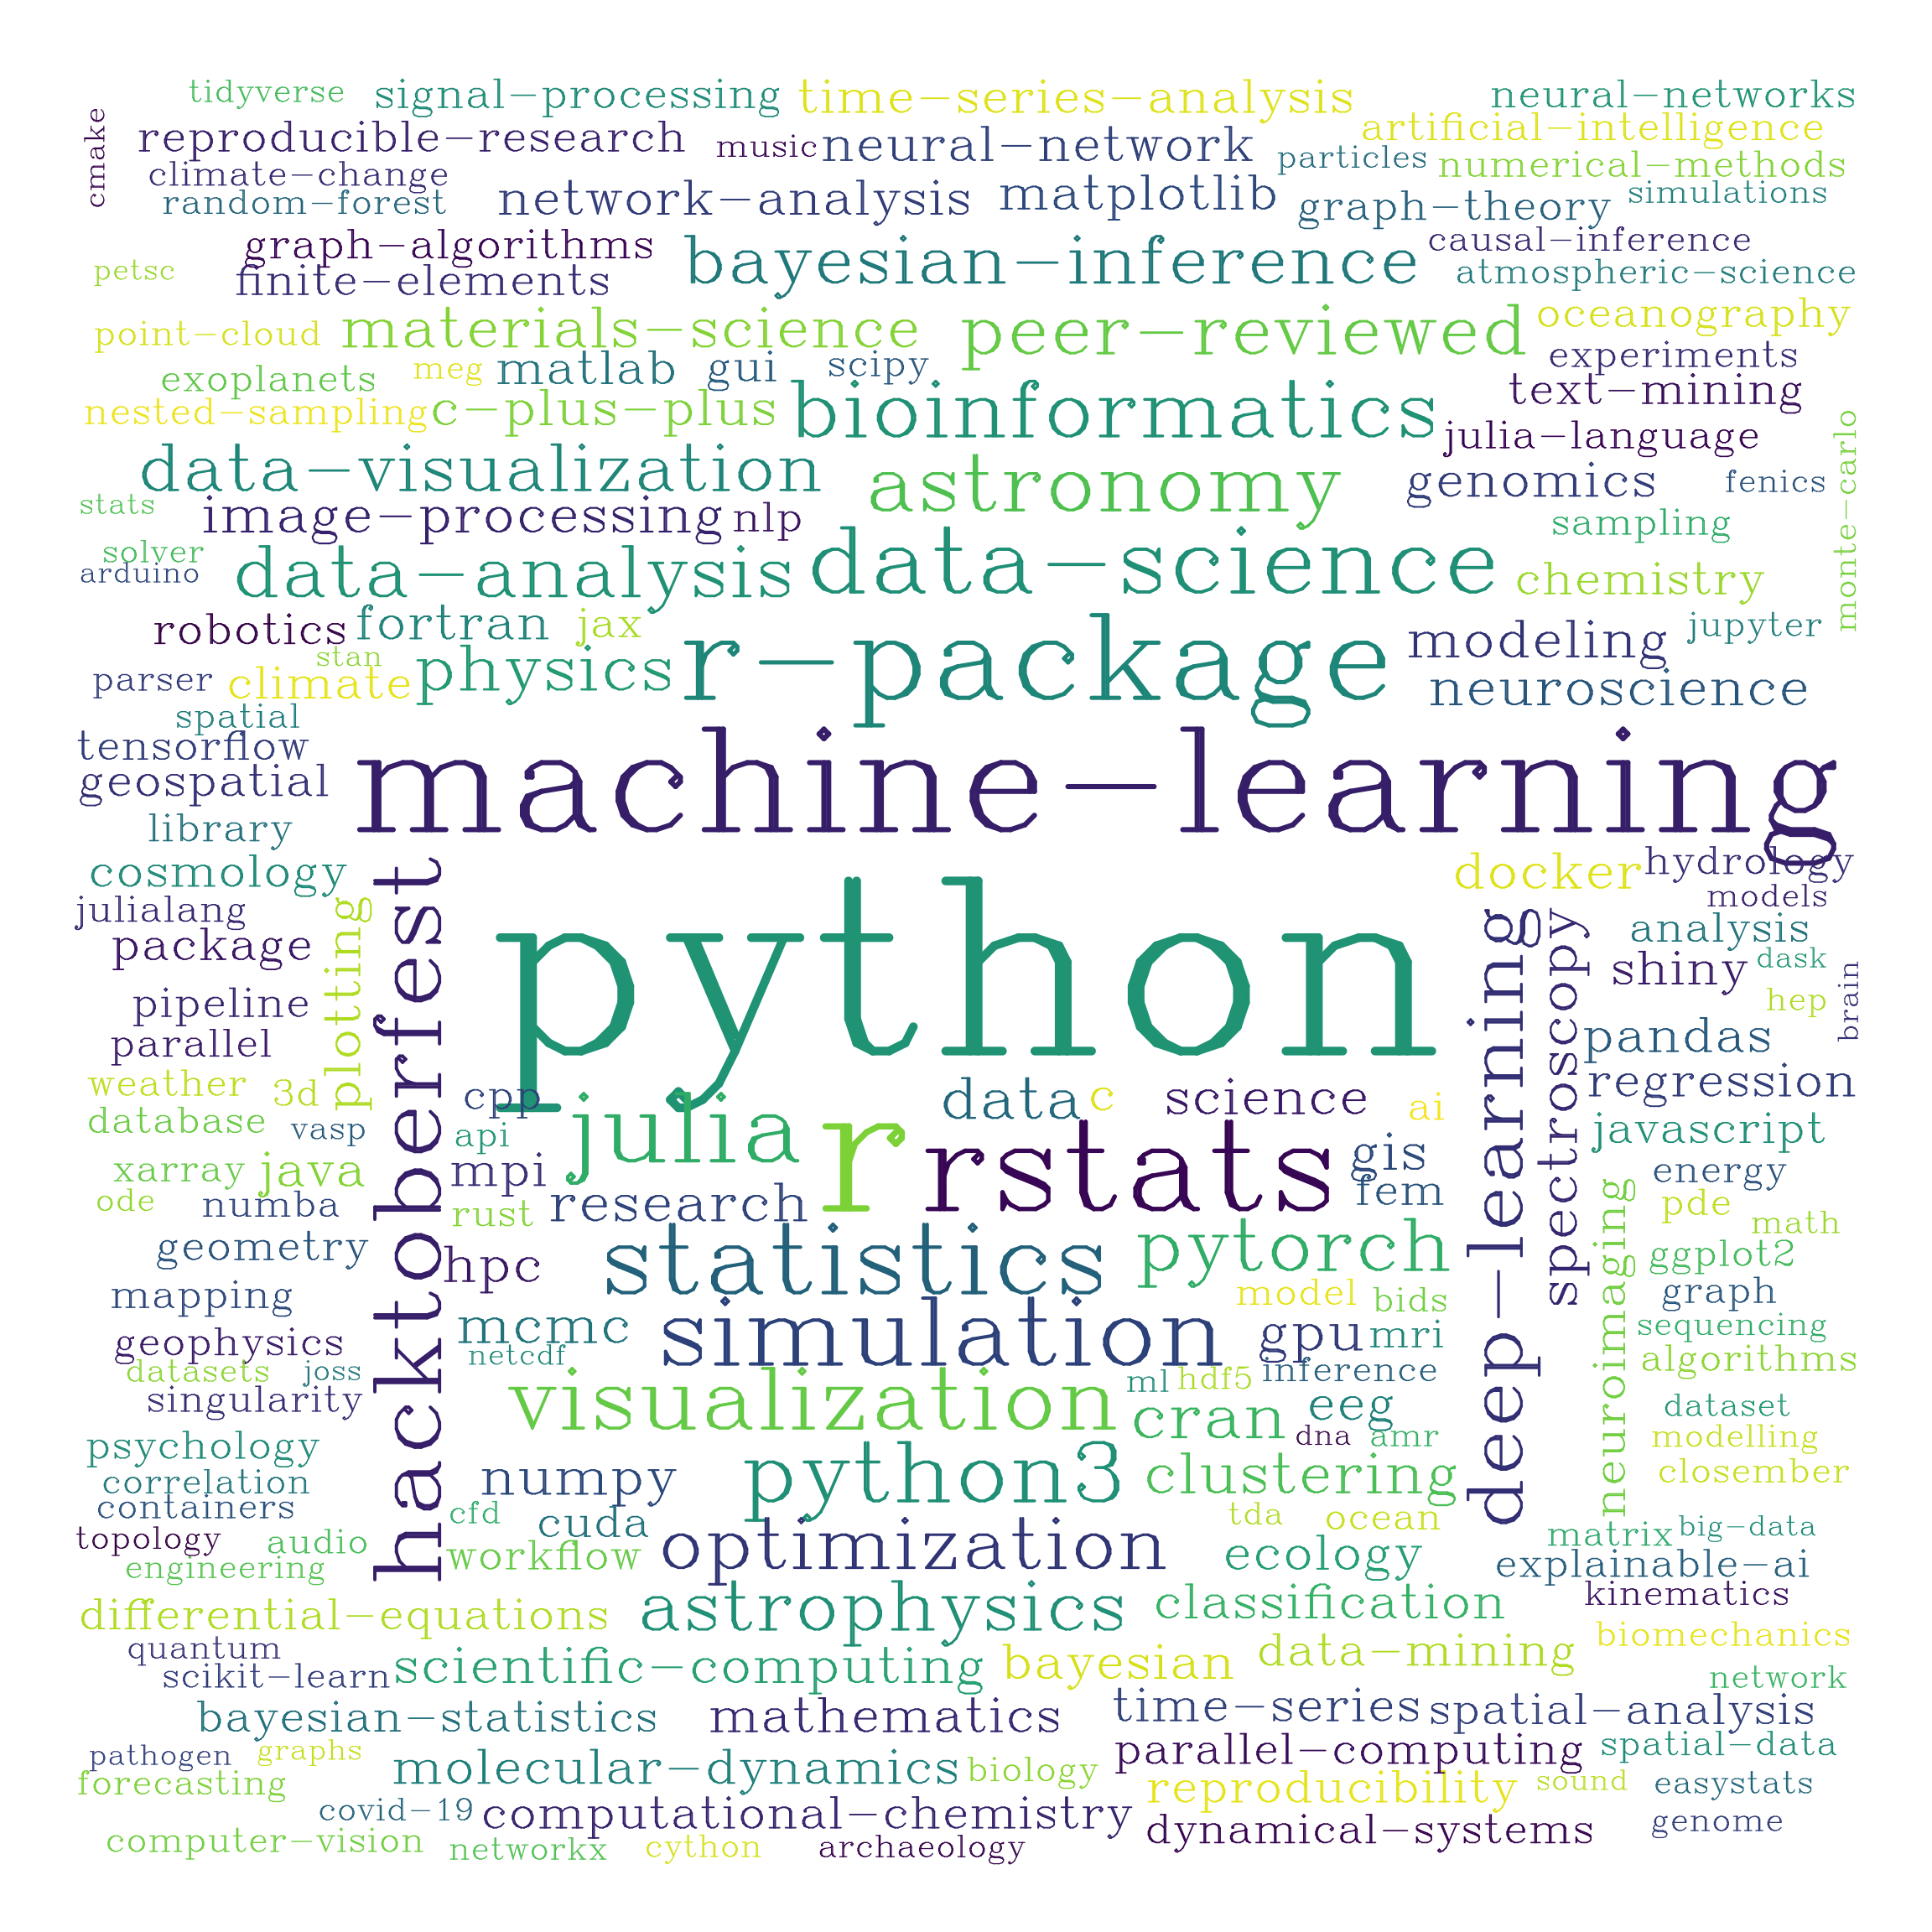 tidyverse signal-processing time-series-analysis neural-networks
cmake reproducible-research music neural-network particles artificial-intelligence
climate-change numerical-methods
random-forest network-analysis matplotlib graph-theory simulations
graph-algorithms bayesian-inference causal-inference
petsc finite-elements atmospheric-science
point-cloud materials-science peer-reviewed oceanography
exoplanets meg matlab gui scipy experiments
nested-sampling c-plus-plus bioinformatics text-mining
julia-language monte-carlo
data-visualization astronomy genomics fenics
stats image-processing nlp sampling
solver data-analysis data-science chemistry
arduino
robotics fortran jax r-package modeling jupyter
stan
parser climate physics neuroscience
spatial
tensorflow machine-learning
geospatial
library
cosmology docker hydrology
julialang plotting hacktoberfest python deep-learning spectroscopy models
package analysis
shiny dask
pipeline hep brain
parallel pandas
weather 3d cpp julia data c science ai regression
database vasp api r rstats javascript
xarray java mpi gis energy
ode numba rust research fem neuroimaging pde math
geometry hpc statistics pytorch ggplot2
mapping model bids graph
geophysics mcmc simulation gpu mri sequencing
datasets joss netcdf inference algorithms
singularity visualization ml hdf5 eeg dataset
psychology cran dna amr modelling
correlation numpy python3 clustering closember
containers cfd cuda tda ocean
topology audio workflow optimization ecology matrix big-data
engineering explainable-ai
differential-equations astrophysics classification kinematics
quantum biomechanics
scikit-learn scientific-computing bayesian data-mining network
bayesian-statistics mathematics time-series spatial-analysis
pathogen graphs molecular-dynamics biology parallel-computing spatial-data
forecasting reproducibility sound easystats
covid-19 computational-chemistry dynamical-systems genome
computer-vision networkx cython archaeology